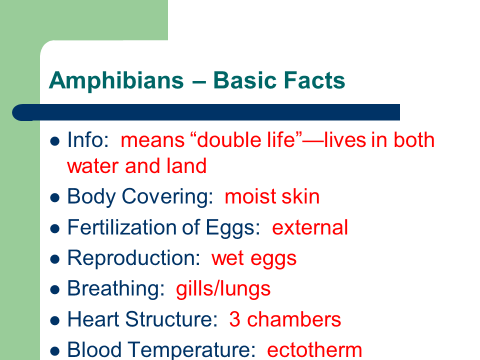 Amphibians – Basic Facts
Info: means “double life”—lives in both
water and land
Body Covering: moist skin
Fertilization of Eggs: external
Reproduction: wet eggs
Breathing: gills/lungs
Heart Structure: 3 chambers
Blood Temperature: ectotherm